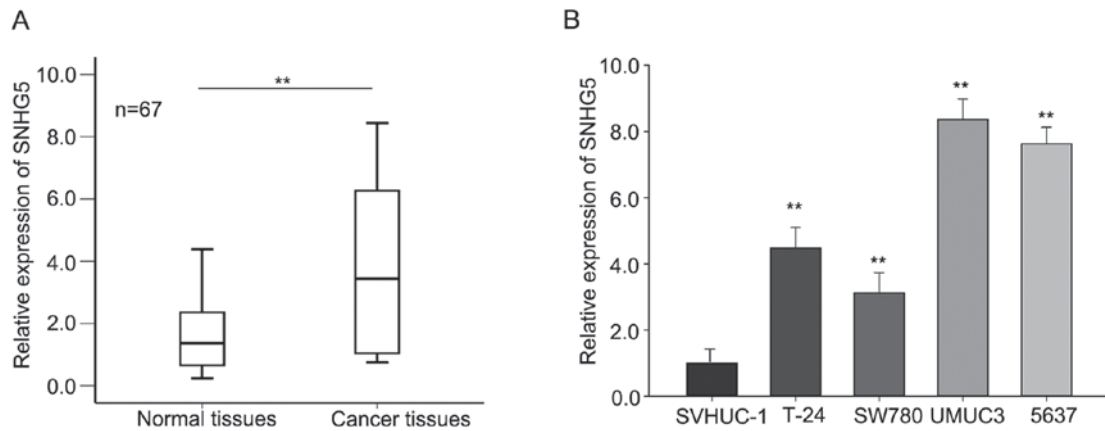 A
Relative expression of SNHG5
10.0
8.0
6.0
4.0
2.0
0.0
n=67
**
Normal tissues
Cancer tissues
B
Relative expression of SNHG5
10.0
8.0
6.0
4.0
2.0
0.0
**
**
**
**
SVHUC-1
T-24
SW780
UMUC3
5637